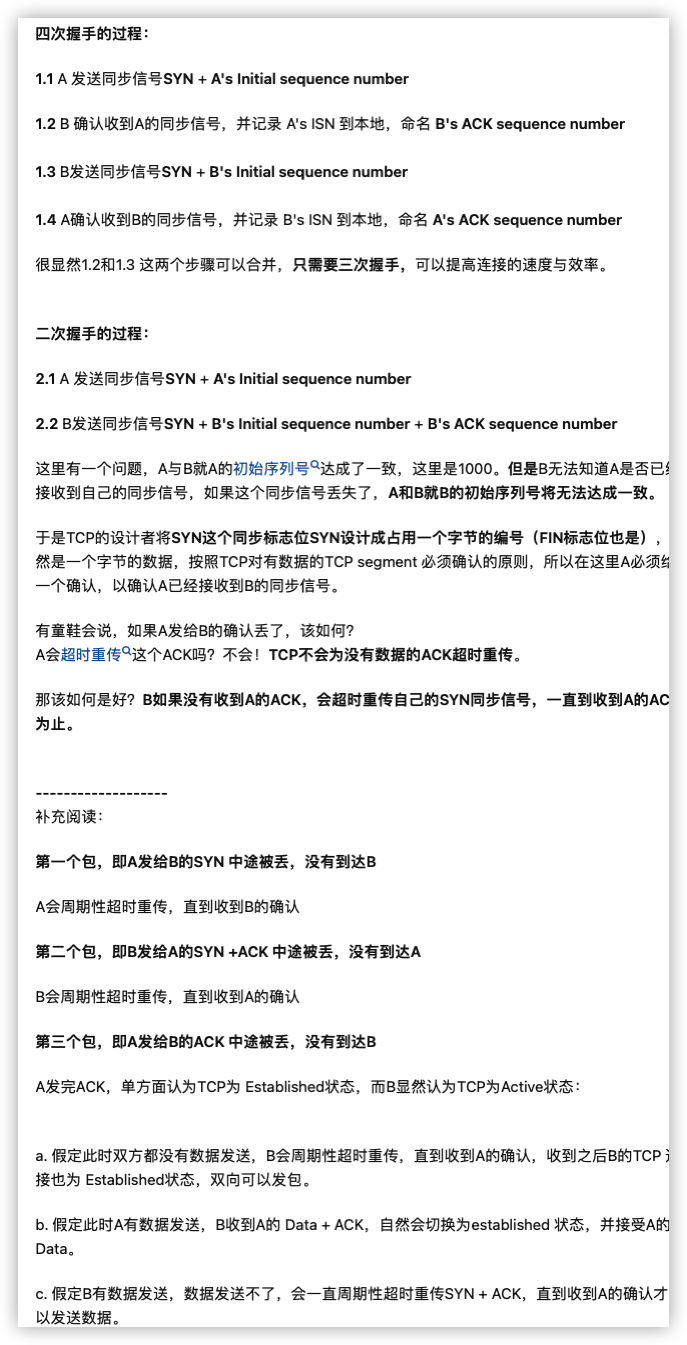 四次握手的过程：
1.1 A 发送同步信号SYN + A's Initial sequence number
1.2 B 确认收到A的同步信号，并记录 A's ISN 到本地，命名 B's ACK sequence number
1.3 B发送同步信号SYN + B's Initial sequence number
1.4 A确认收到B的同步信号，并记录 B's ISN 到本地，命名 A's ACK sequence number
很显然1.2和1.3 这两个步骤可以合并，只需要三次握手，可以提高连接的速度与效率。
二次握手的过程：
2.1 A 发送同步信号SYN + A's Initial sequence number
2.2 B发送同步信号SYN + B's Initial sequence number + B's ACK sequence number
这里有一个问题，A与B就A的初始序列号达成了一致，这里是1000。但是B无法知道A是否已
接收到自己的同步信号，如果这个同步信号丢失了，A和B就B的初始序列号将无法达成一致。
于是TCP的设计者将SYN这个同步标志位SYN设计成占用一个字节的编号（FIN标志位也是），
然是一个字节的数据，按照TCP对有数据的TCP segment 必须确认的原则，所以在这里A必须
一个确认，以确认A已经接收到B的同步信号。
有童鞋会说，如果A发给B的确认丢了，该如何？
A会超时重传这个ACK吗？不会！TCP不会为没有数据的ACK超时重传。
那该如何是好？B如果没有收到A的ACK，会超时重传自己的SYN同步信号，一直到收到A的AC
为止。
-------------------
补充阅读：
第一个包，即A发给B的SYN 中途被丢，没有到达B
A会周期性超时重传，直到收到B的确认
第二个包，即B发给A的SYN +ACK 中途被丢，没有到达A
B会周期性超时重传，直到收到A的确认
第三个包，即A发给B的ACK 中途被丢，没有到达B
A发完ACK，单方面认为TCP为 Established状态，而B显然认为TCP为Active状态：
a. 假定此时双方都没有数据发送，B会周期性超时重传，直到收到A的确认，收到之后B的TCP
接也为 Established状态，双向可以发包。
b. 假定此时A有数据发送，B收到A的 Data + ACK，自然会切换为established 状态，并接受A的
Data。
c. 假定B有数据发送，数据发送不了，会一直周期性超时重传SYN + ACK，直到收到A的确认才
以发送数据。